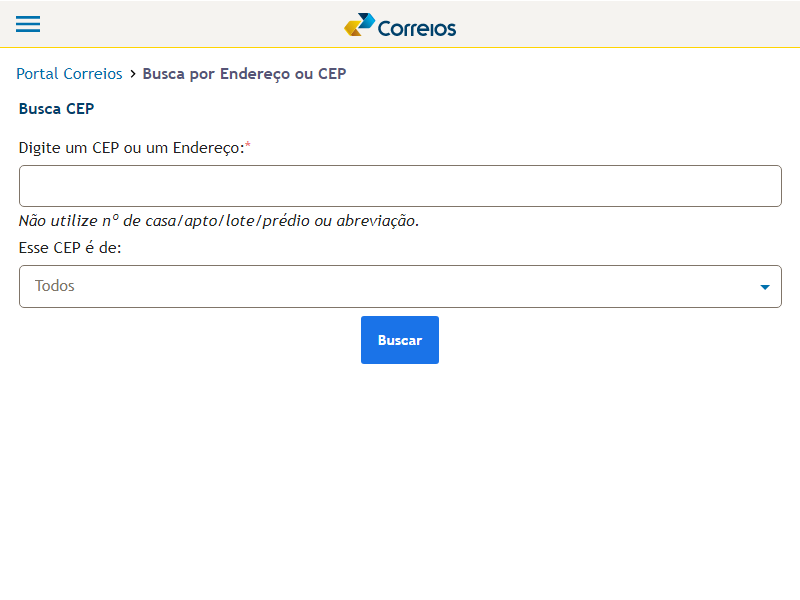 Correios
Portal Correios > Busca por Endereço ou CEP
Busca CEP
Digite um CEP ou um Endereço:*
Não utilize nº de casa/apto/lote/prédio ou abreviação.
Esse CEP é de:
Todos
Buscar